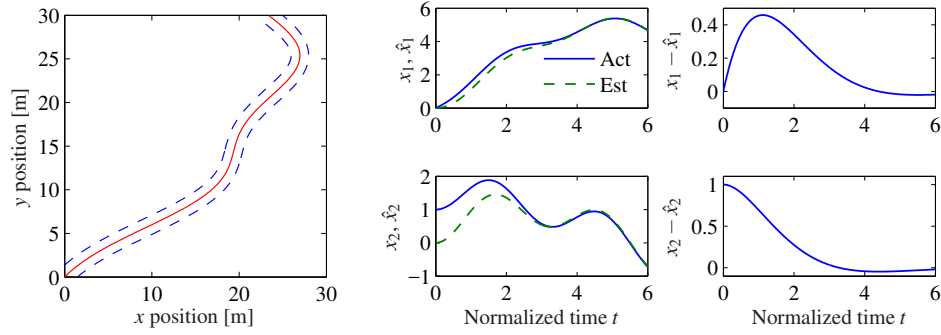 30
25
20
15
10
5
0
y position [m]
0 10 20 30
x position [m]
6
4
2
0
x₁, x̂₁
Act
Est
0 2 4 6
0.4
0.2
0
x₁ − x̂₁
0 2 4 6
2
1
0
−1
x₂, x̂₂
0 2 4 6
Normalized time t
1
0.5
0
x₂ − x̂₂
0 2 4 6
Normalized time t